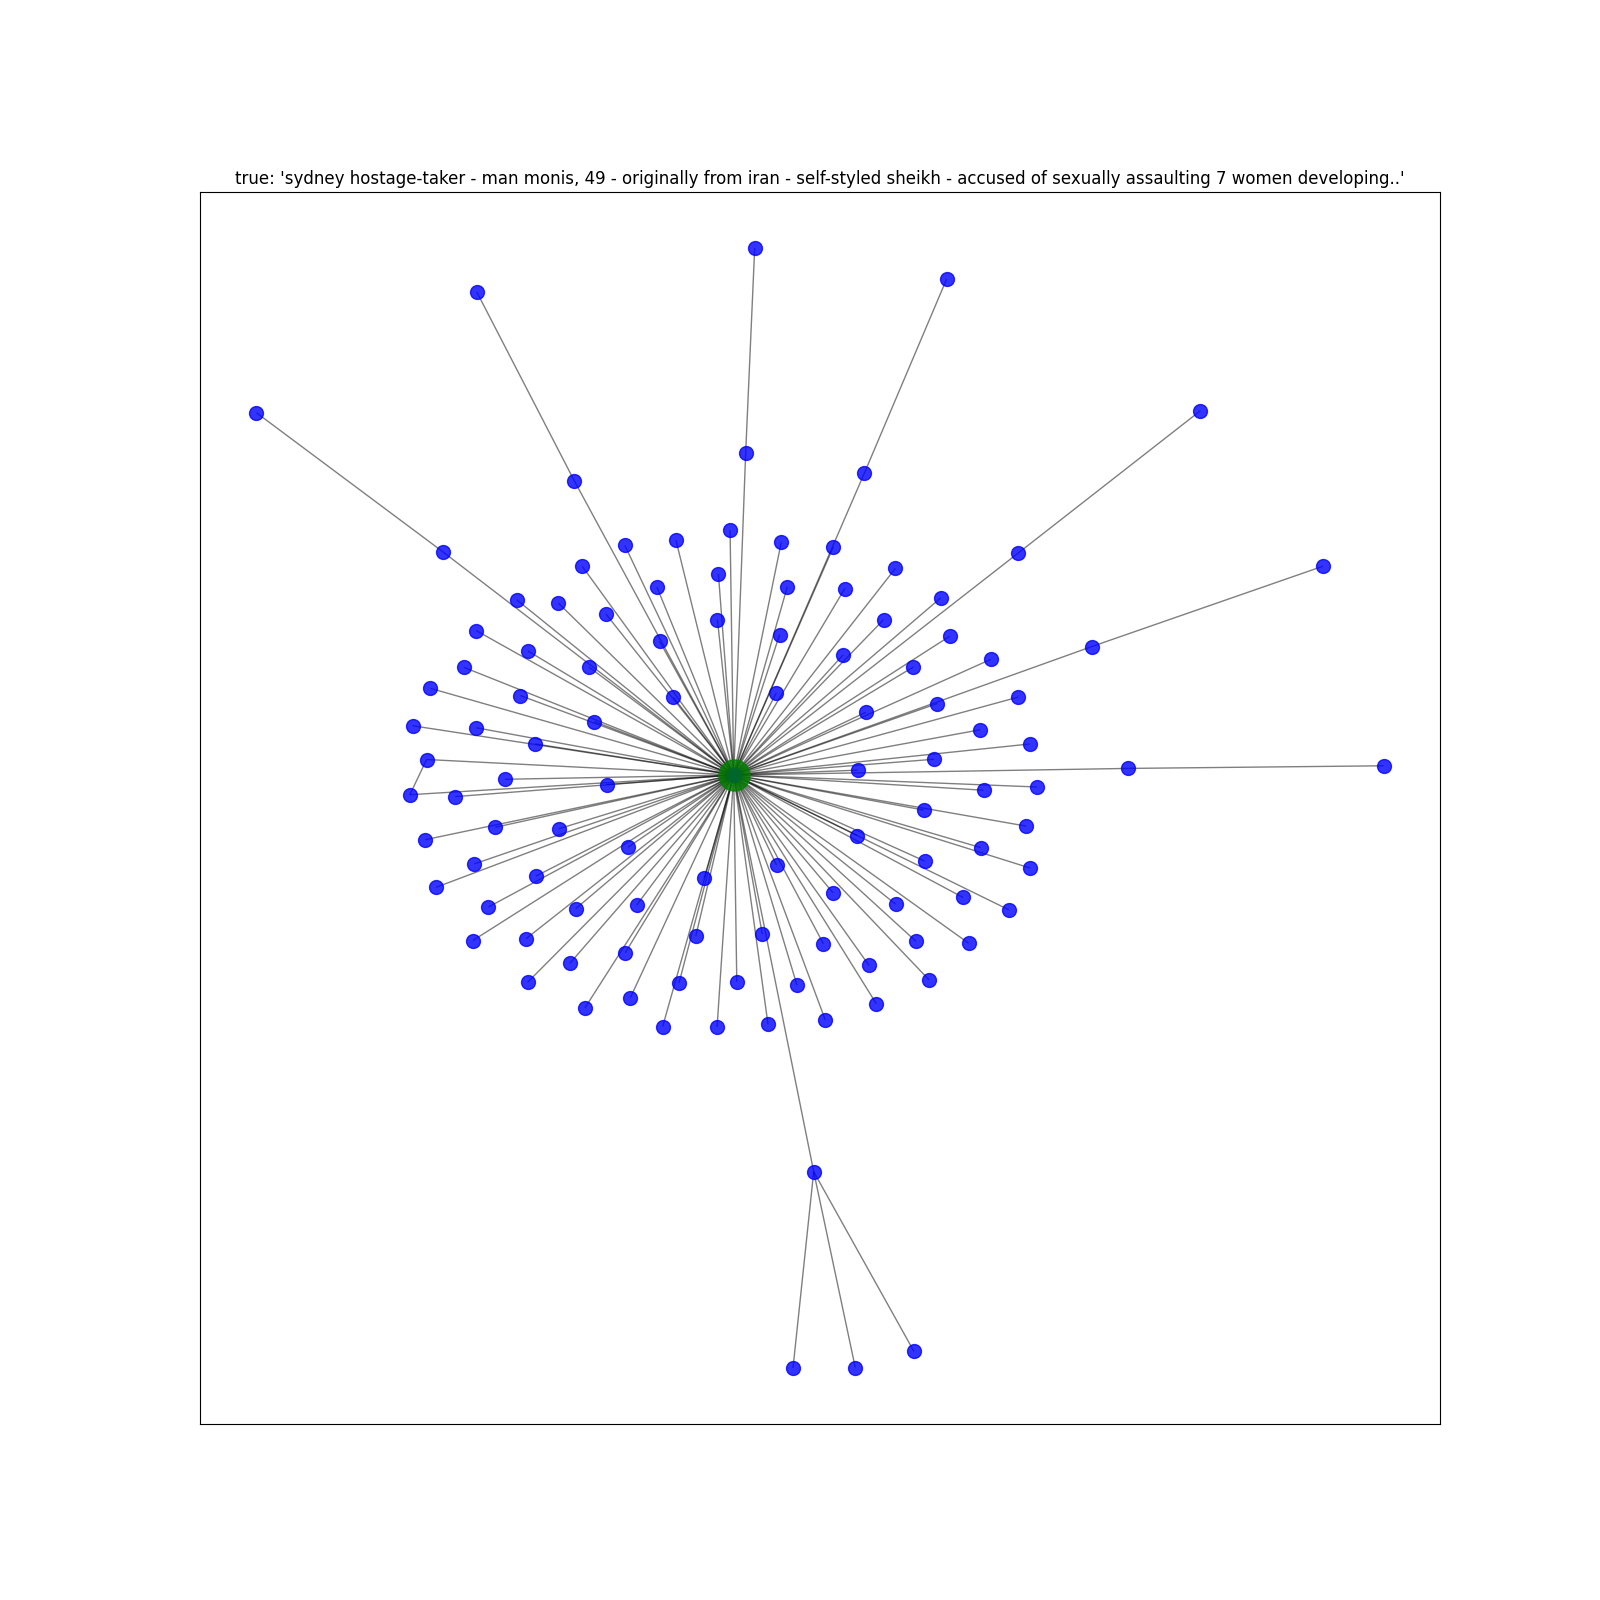 true: 'sydney hostage-taker - man monis, 49 - originally from iran - self-styled sheikh - accused of sexually assaulting 7 women developing..'